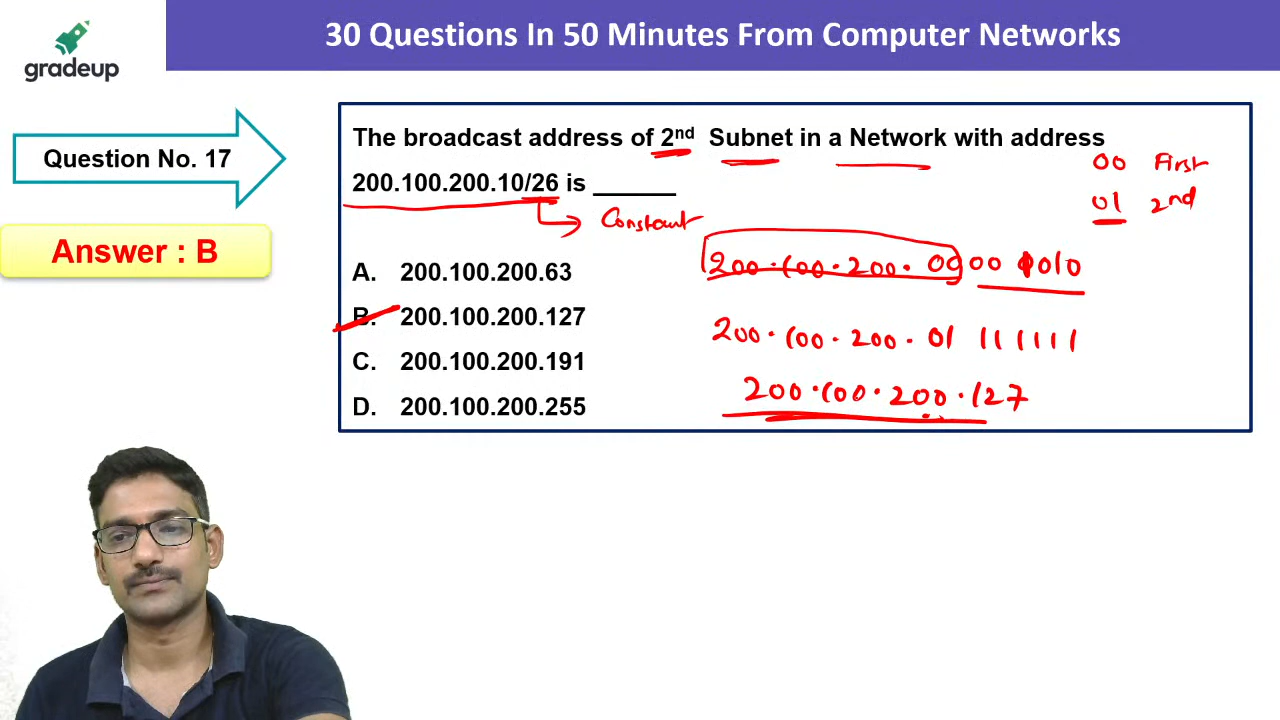 30 Questions In 50 Minutes From Computer Networks
gradeup
Question No. 17
Answer : B
The broadcast address of 2nd Subnet in a Network with address
200.100.200.10/26 is ______
A. 200.100.200.63
B. 200.100.200.127
C. 200.100.200.191
D. 200.100.200.255
00 First
01 2nd
Constant
200.100.200.00 00 1010
200.100.200.01 111111
200.100.200.127